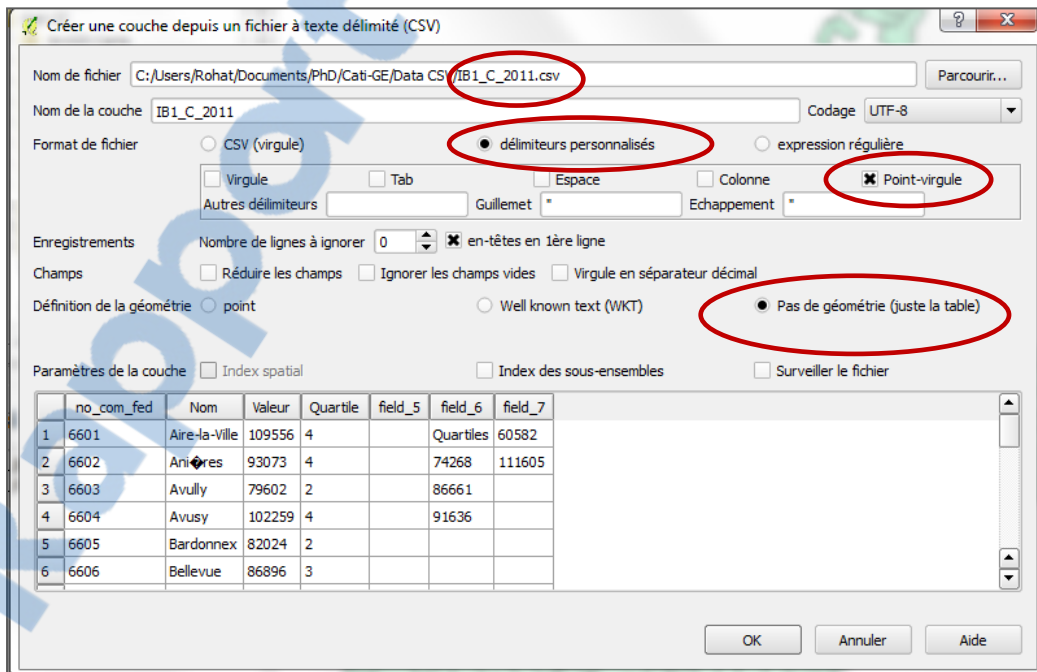 Créer une couche depuis un fichier à texte délimité (CSV)
Nom de fichier C:/Users/Rohat/Documents/PhD/Cati-GE/Data CSV/IB1_C_2011.csv Parcourir...
Nom de la couche IB1_C_2011 Codage UTF-8
Format de fichier CSV (virgule) délimiteurs personnalisés expression régulière
Virgule Tab Espace Colonne Point-virgule
Autres délimiteurs Guillemet " Echappement "
Enregistrements Nombre de lignes à ignorer 0 en-têtes en 1ère ligne
Champs Réduire les champs Ignorer les champs vides Virgule en séparateur décimal
Définition de la géométrie point Well known text (WKT) Pas de géométrie (juste la table)
Paramètres de la couche Index spatial Index des sous-ensembles Surveiller le fichier
no_com_fed Nom Valeur Quartile field_5 field_6 field_7
1 6601 Aire-la-Ville 109556 4 Quartiles 60582
2 6602 Ani�res 93073 4 74268 111605
3 6603 Avully 79602 2 86661
4 6604 Avusy 102259 4 91636
5 6605 Bardonnex 82024 2
6 6606 Bellevue 86896 3
OK Annuler Aide
Rapport